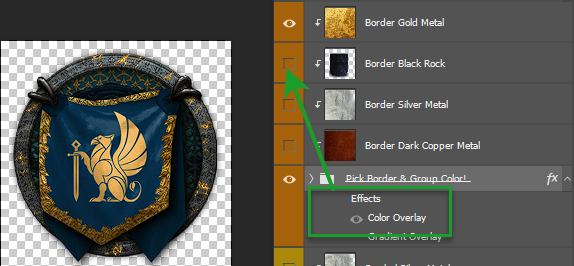 Border Gold Metal
Border Black Rock
Border Silver Metal
Border Dark Copper Metal
Pick Border & Group Color! fx
Effects
Color Overlay
Gradient Overlay